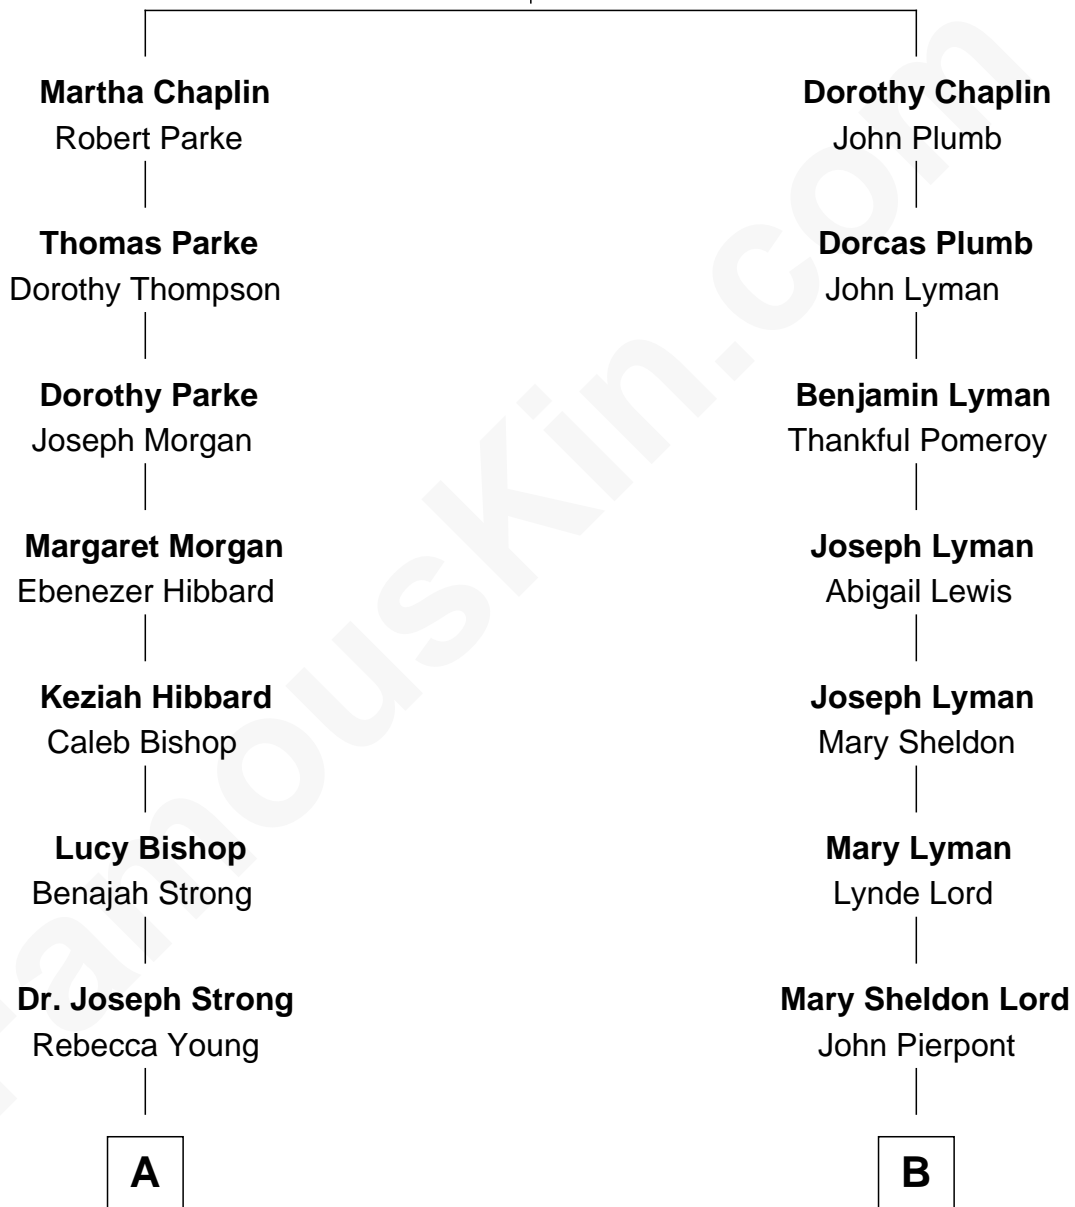 Martha Chaplin
Robert Parke
Thomas Parke
Dorothy Thompson
Dorothy Parke
Joseph Morgan
Margaret Morgan
Ebenezer Hibbard
Keziah Hibbard
Caleb Bishop
Lucy Bishop
Benajah Strong
Dr. Joseph Strong
Rebecca Young
A
Dorothy Chaplin
John Plumb
Dorcas Plumb
John Lyman
Benjamin Lyman
Thankful Pomeroy
Joseph Lyman
Abigail Lewis
Joseph Lyman
Mary Sheldon
Mary Lyman
Lynde Lord
Mary Sheldon Lord
John Pierpont
B
FamousKin.com